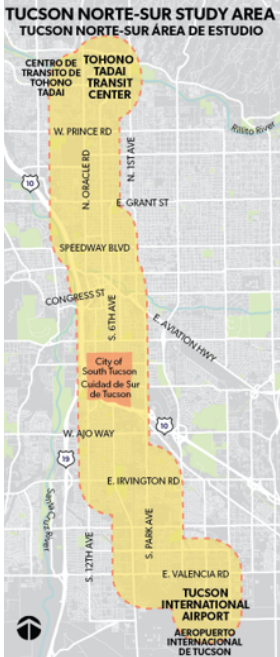 TUCSON NORTE-SUR STUDY AREA
TUCSON NORTE-SUR ÁREA DE ESTUDIO
CENTRO DE
TRANSITO DE
TOHONO
TADAI
TOHONO
TADAI
TRANSIT
CENTER
W. PRINCE RD
Rillito River
N. ORACLE RD
N. 1ST AVE
10
E. GRANT ST
SPEEDWAY BLVD
CONGRESS ST
S. 6TH AVE
E. AVIATION HWY
City of
South Tucson
Cuidad de Sur
de Tucson
10
W. AJO WAY
19
E. IRVINGTON RD
Santa Cruz River
S. 12TH AVE
S. PARK AVE
E. VALENCIA RD
TUCSON
INTERNATIONAL
AIRPORT
AEROPUERTO
INTERNACIONAL
DE TUCSON